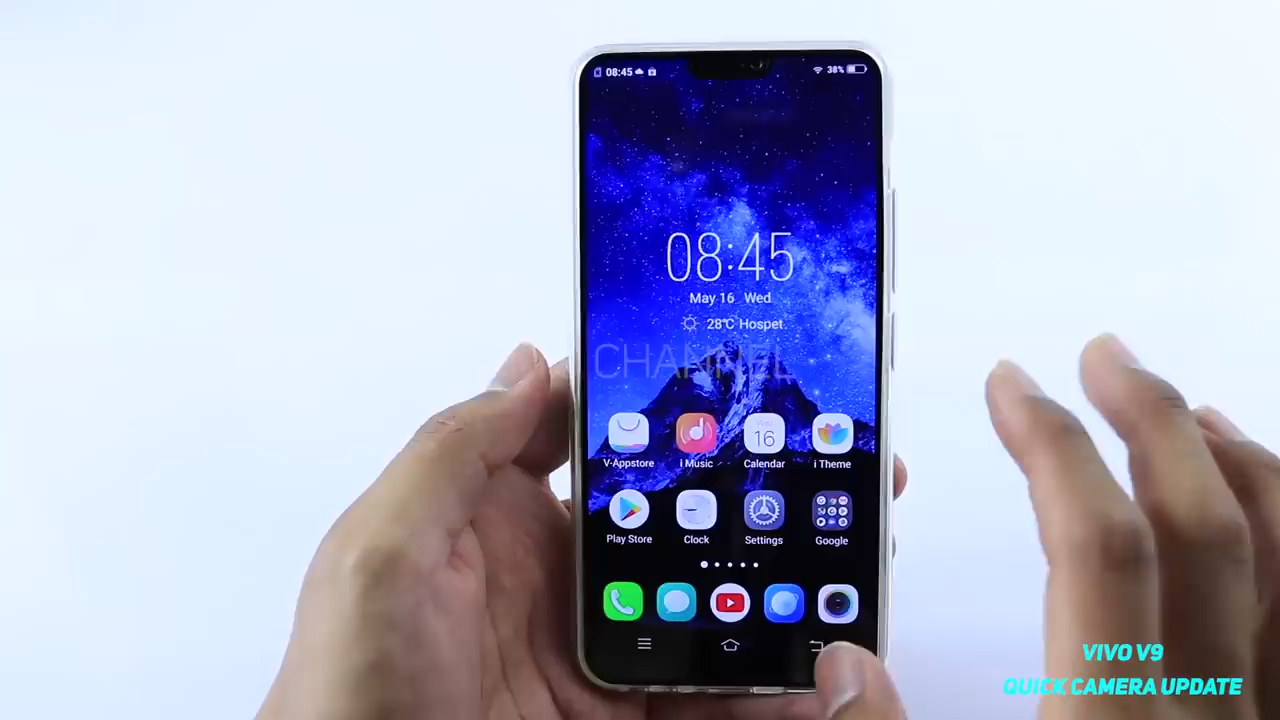 08:45
38%
08:45
May 16 Wed
28℃ Hospet
CHANNEL
V-Appstore
i Music
Wed
16
Calendar
i Theme
Play Store
Clock
Settings
Google
VIVO V9
QUICK CAMERA UPDATE